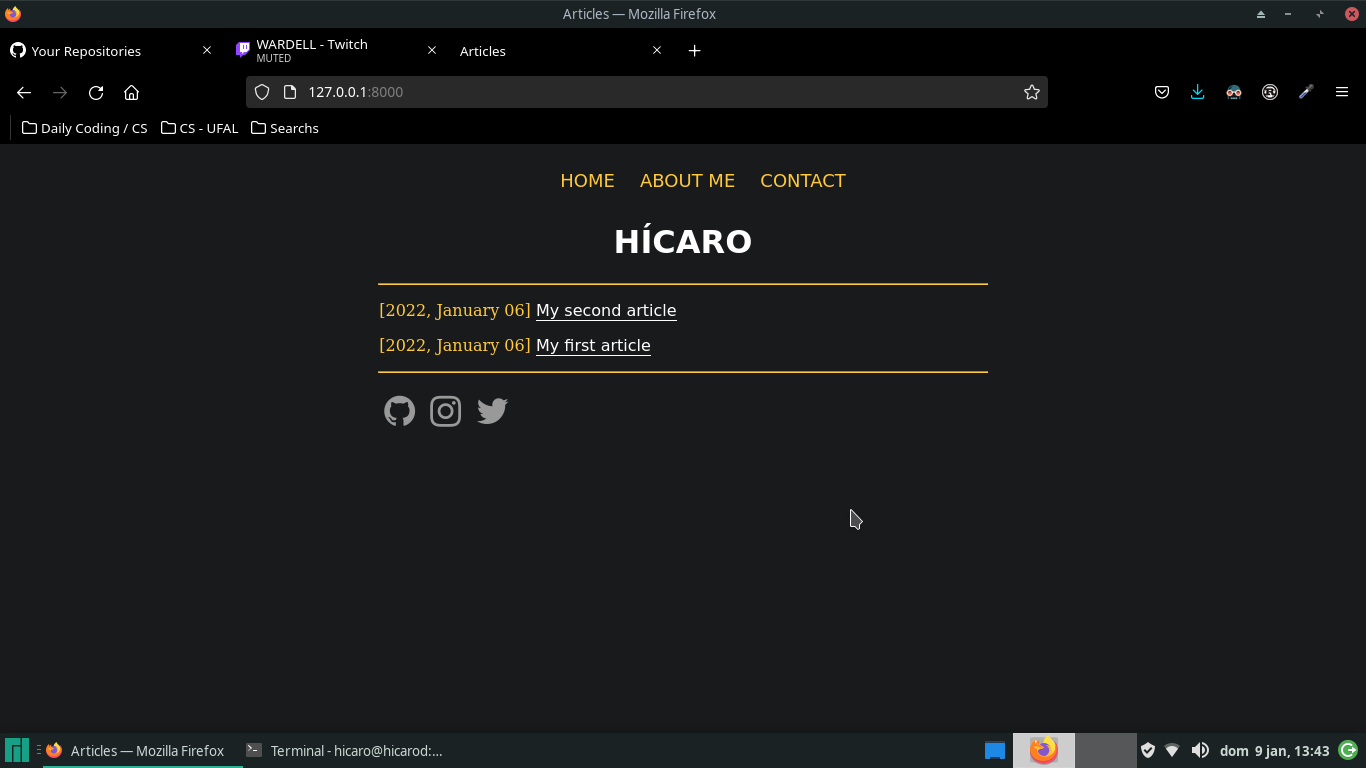 Articles — Mozilla Firefox
Your Repositories
WARDELL - Twitch
MUTED
Articles
127.0.0.1:8000
Daily Coding / CS
CS - UFAL
Searchs
HOME ABOUT ME CONTACT
HÍCARO
[2022, January 06] My second article
[2022, January 06] My first article
Articles — Mozilla Firefox
Terminal - hicaro@hicarod:...
dom 9 jan, 13:43